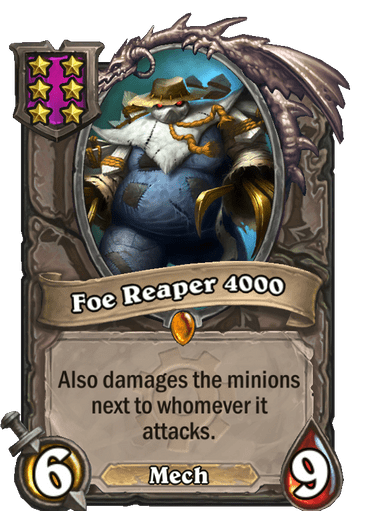 Foe Reaper 4000
Also damages the minions
next to whomever it
attacks.
6
Mech
9